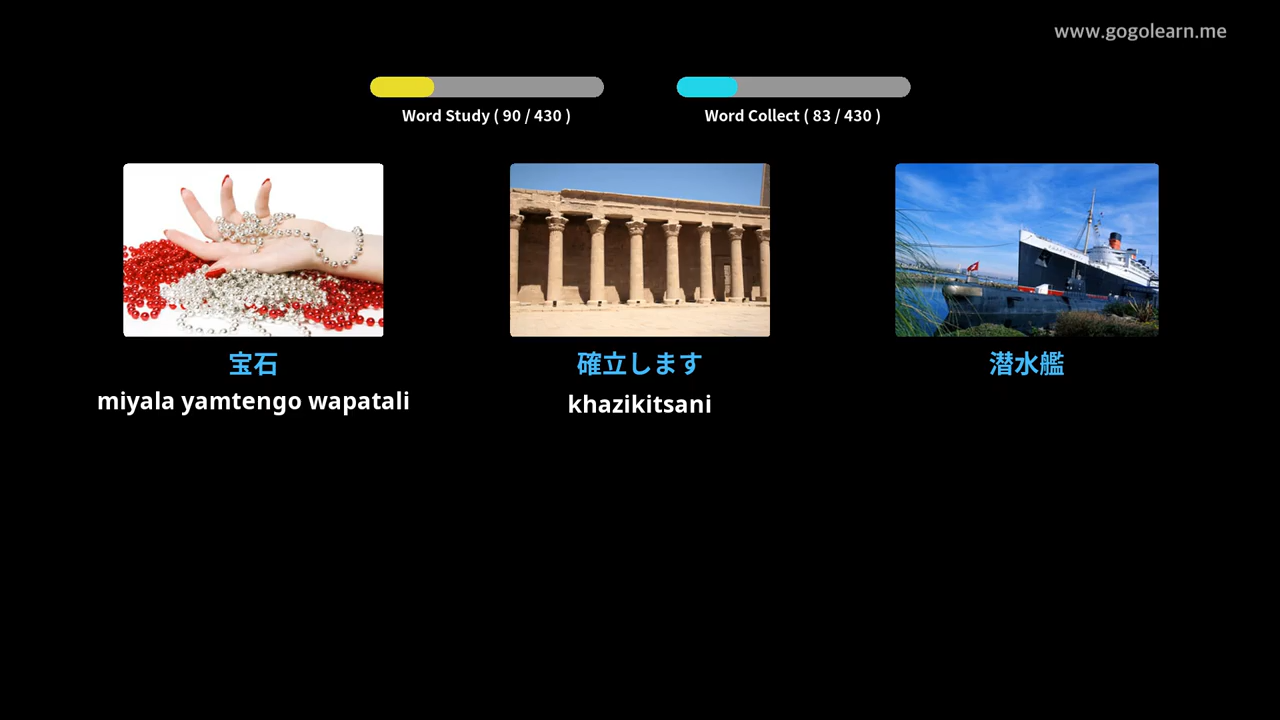 www.gogolearn.me
Word Study ( 90 / 430 )
Word Collect ( 83 / 430 )
宝石
確立します
潜水艦
miyala yamtengo wapatali
khazikitsani